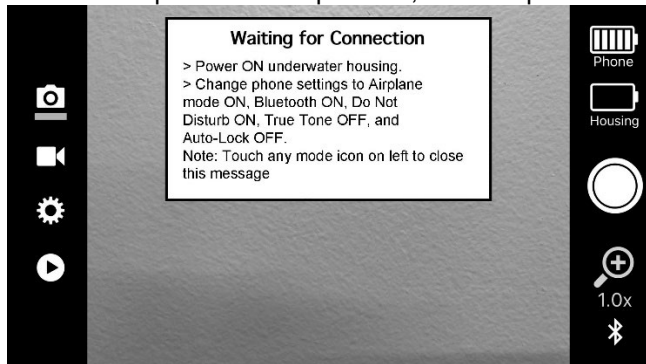 Waiting for Connection
> Power ON underwater housing.
> Change phone settings to Airplane
mode ON, Bluetooth ON, Do Not
Disturb ON, True Tone OFF, and
Auto-Lock OFF.
Note: Touch any mode icon on left to close
this message
Phone
Housing
1.0x